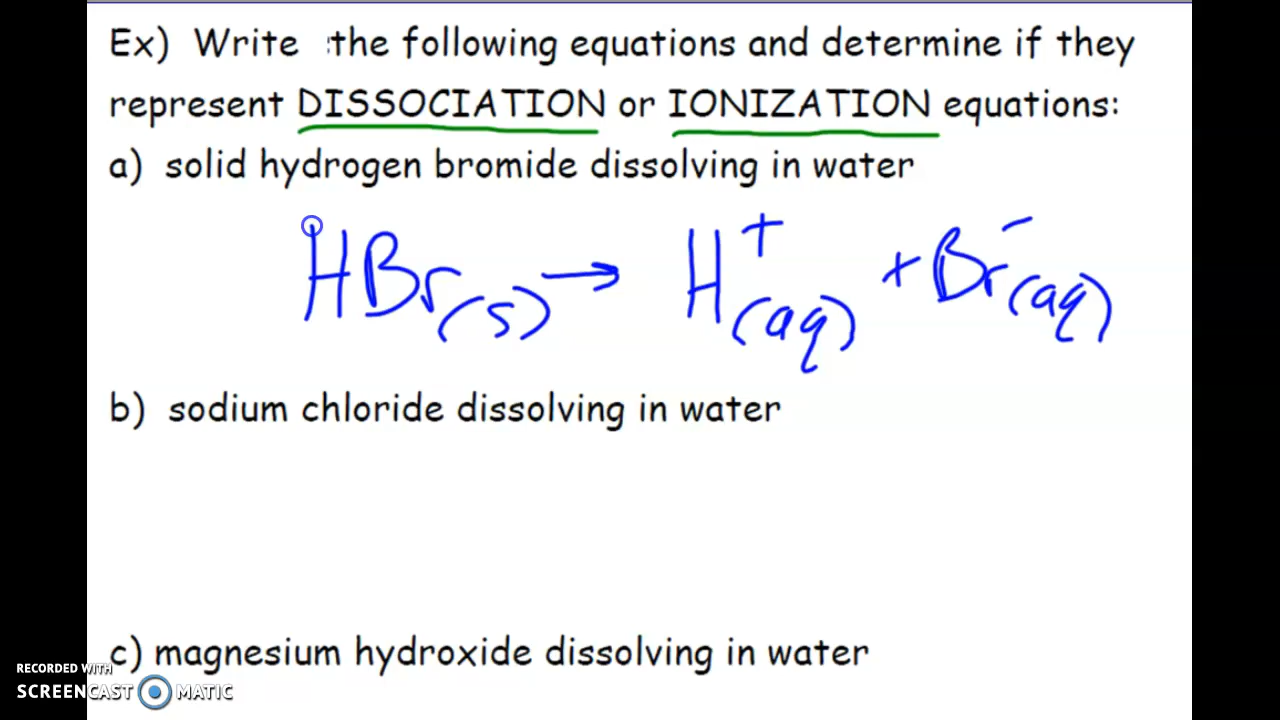 Ex) Write the following equations and determine if they
represent DISSOCIATION or IONIZATION equations:
a) solid hydrogen bromide dissolving in water
HBr(s) → H⁺(aq) + Br⁻(aq)
b) sodium chloride dissolving in water
c) magnesium hydroxide dissolving in water
RECORDED WITH
SCREENCAST MATIC